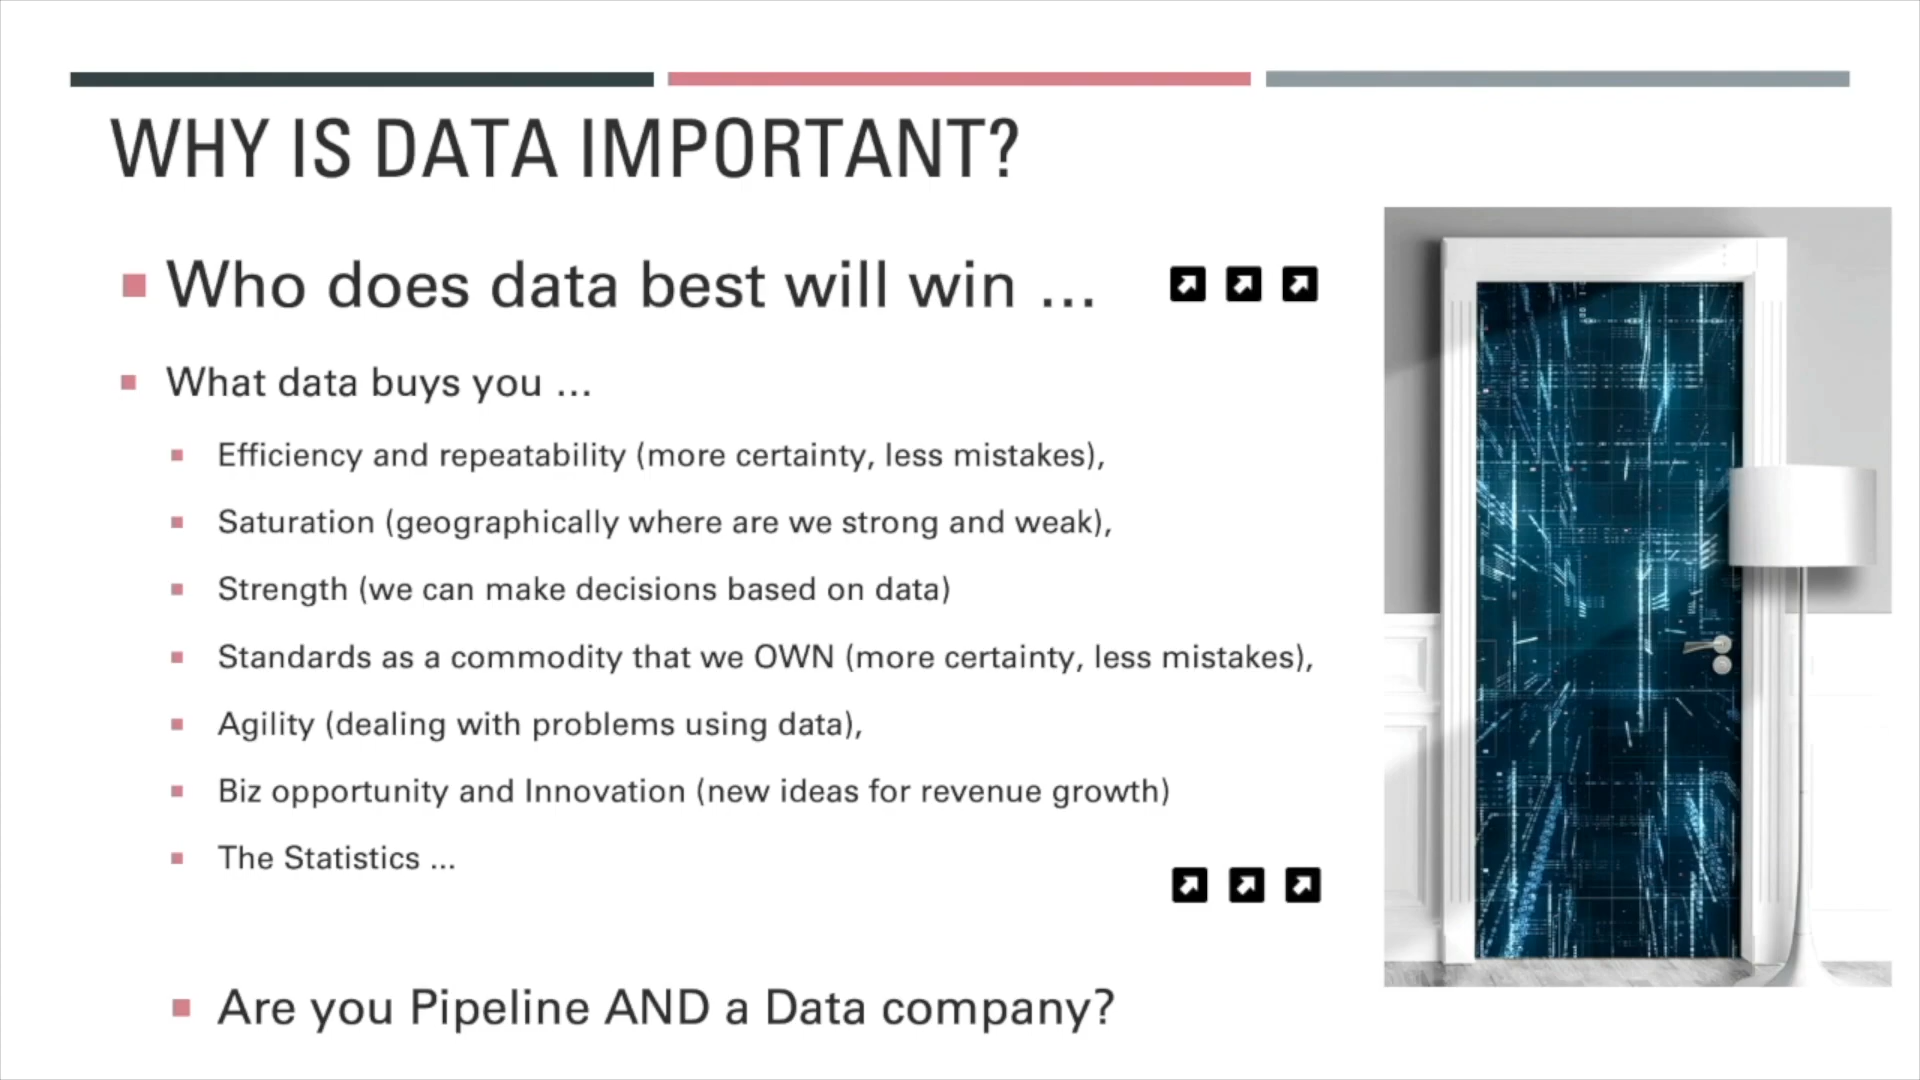 WHY IS DATA IMPORTANT?
Who does data best will win ...
What data buys you ...
Efficiency and repeatability (more certainty, less mistakes),
Saturation (geographically where are we strong and weak),
Strength (we can make decisions based on data)
Standards as a commodity that we OWN (more certainty, less mistakes),
Agility (dealing with problems using data),
Biz opportunity and Innovation (new ideas for revenue growth)
The Statistics ...
Are you Pipeline AND a Data company?